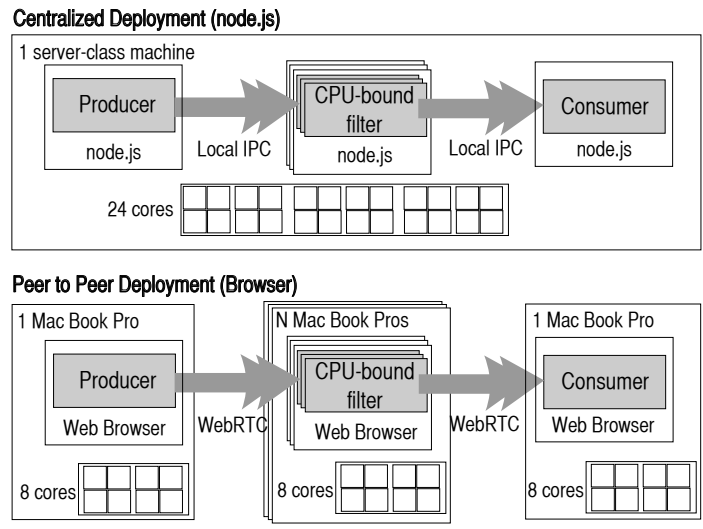 Centralized Deployment (node.js)
1 server-class machine
Producer
node.js
Local IPC
CPU-bound
filter
node.js
Local IPC
Consumer
node.js
24 cores
Peer to Peer Deployment (Browser)
1 Mac Book Pro
Producer
Web Browser
8 cores
WebRTC
N Mac Book Pros
CPU-bound
filter
Web Browser
8 cores
WebRTC
1 Mac Book Pro
Consumer
Web Browser
8 cores